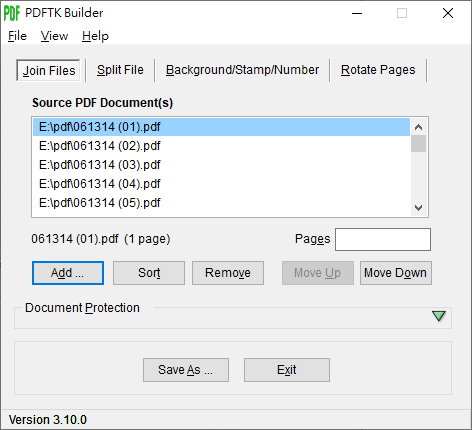 PDF PDFTK Builder
File View Help
Join Files Split File Background/Stamp/Number Rotate Pages
Source PDF Document(s)
E:\pdf\061314 (01).pdf
E:\pdf\061314 (02).pdf
E:\pdf\061314 (03).pdf
E:\pdf\061314 (04).pdf
E:\pdf\061314 (05).pdf
061314 (01).pdf (1 page) Pages
Add ... Sort Remove Move Up Move Down
Document Protection
Save As ... Exit
Version 3.10.0